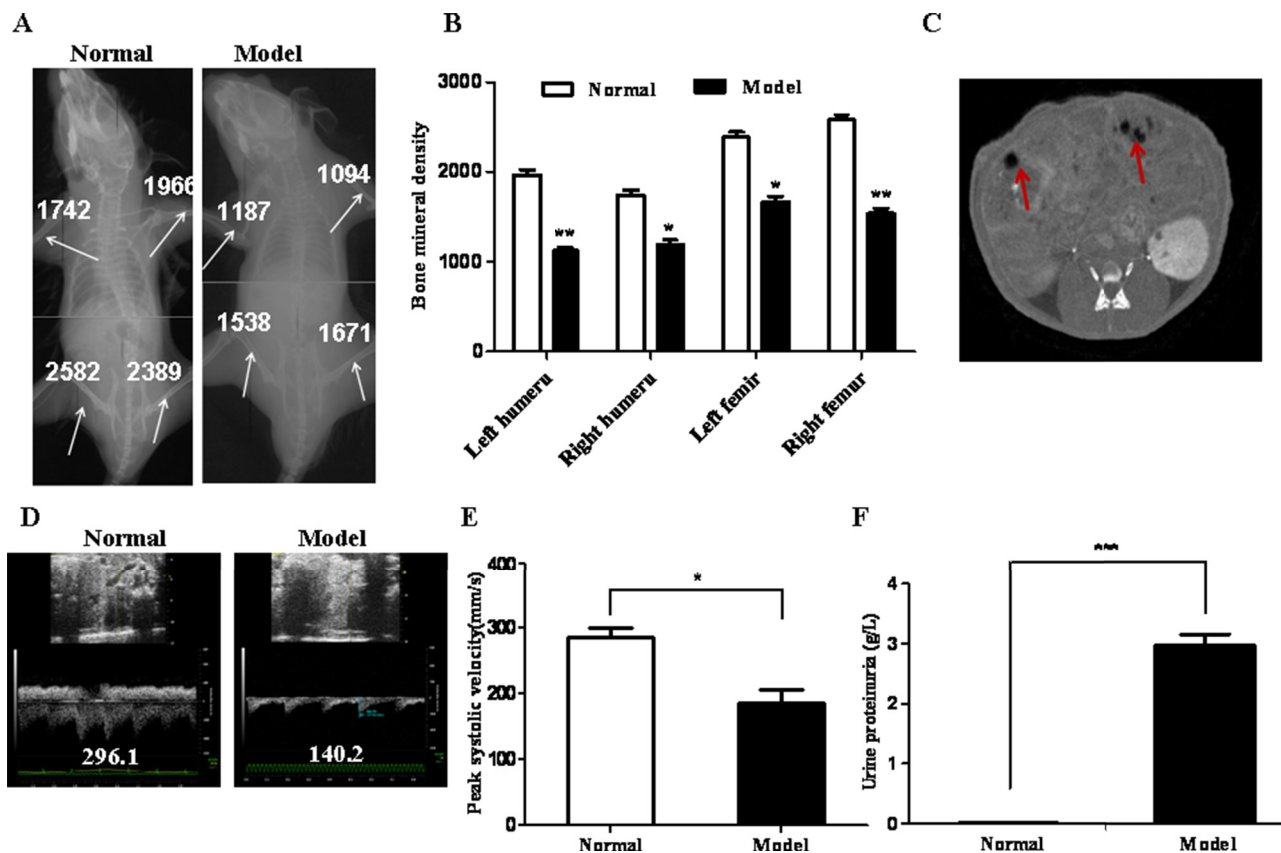 A
Normal
Model
1742
1966
2582
2389
1187
1094
1538
1671
B
3000
2000
1000
0
Bone mineral density
Normal
Model
**
*
*
**
Left humeru
Right humeru
Left femir
Right femur
C
D
Normal
Model
296.1
140.2
E
400
300
200
100
0
Peak systolic velocity(mm/s)
*
Normal
Model
F
4
3
2
1
0
Urine proteinuria (g/L)
***
Normal
Model